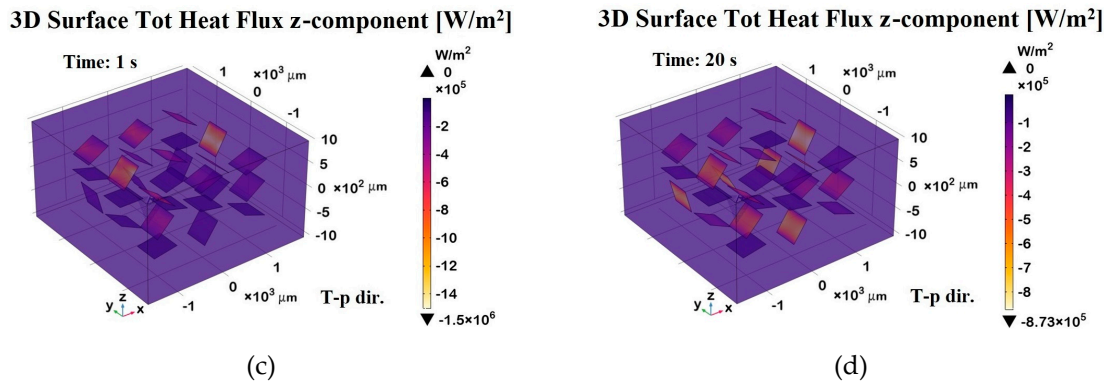 3D Surface Tot Heat Flux z-component [W/m²]
Time: 1 s
W/m²
▲ 0
×10⁵
1
×10³ μm
0
-1
10
5
0 ×10² μm
-5
-10
1
0
×10³ μm
-1
-2
-4
-6
-8
-10
-12
-14
▼ -1.5×10⁶
z
y
x
T-p dir.
(c)
3D Surface Tot Heat Flux z-component [W/m²]
Time: 20 s
W/m²
▲ 0
×10⁵
1
×10³ μm
0
-1
10
5
0 ×10² μm
-5
-10
1
0
×10³ μm
-1
-1
-2
-3
-4
-5
-6
-7
-8
▼ -8.73×10⁵
z
y
x
T-p dir.
(d)